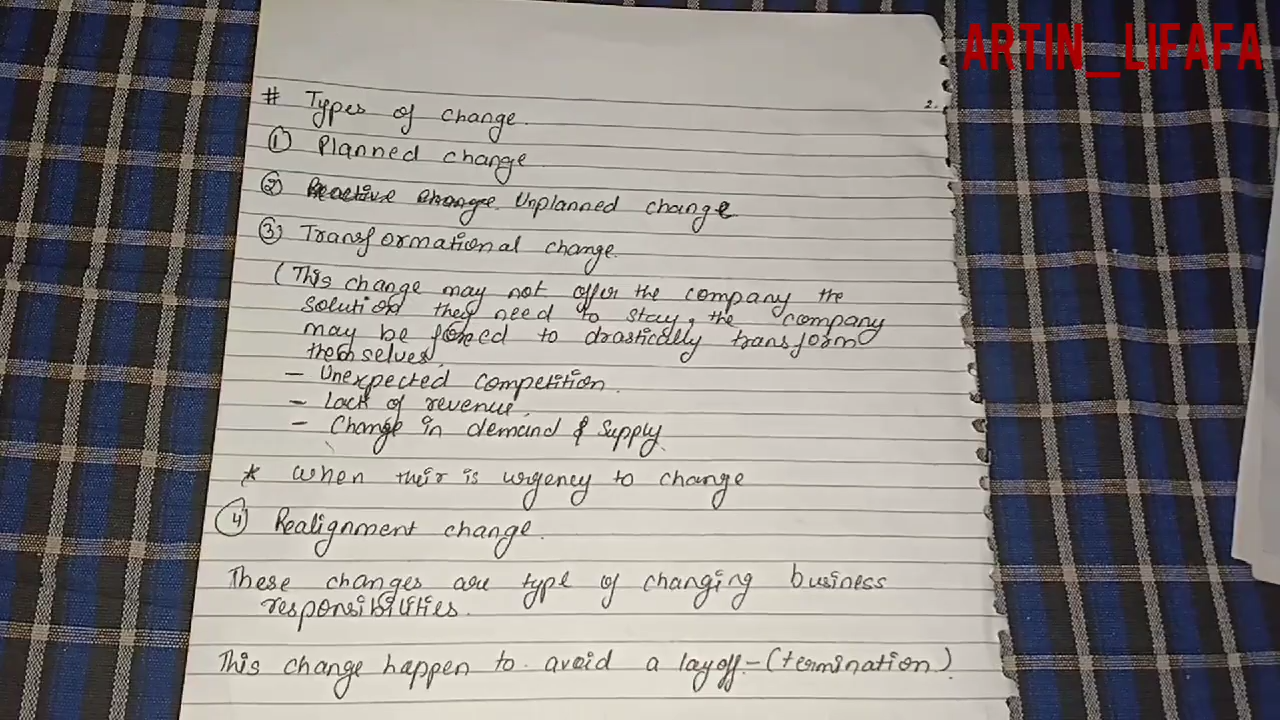 ARTIN_LIFAFA
2.
# Types of change.
① Planned change
② Reactive change Unplanned change
③ Transformational change.
(This change may not offer the company the
solution they need to stay, the company
may be forced to drastically transform
themselves.
- Unexpected competition.
- Lack of revenue.
- Change in demand & Supply.
* when their is urgency to change
④ Realignment change.
These changes are type of changing business
responsibilities.
This change happen to avoid a layoff-(termination).